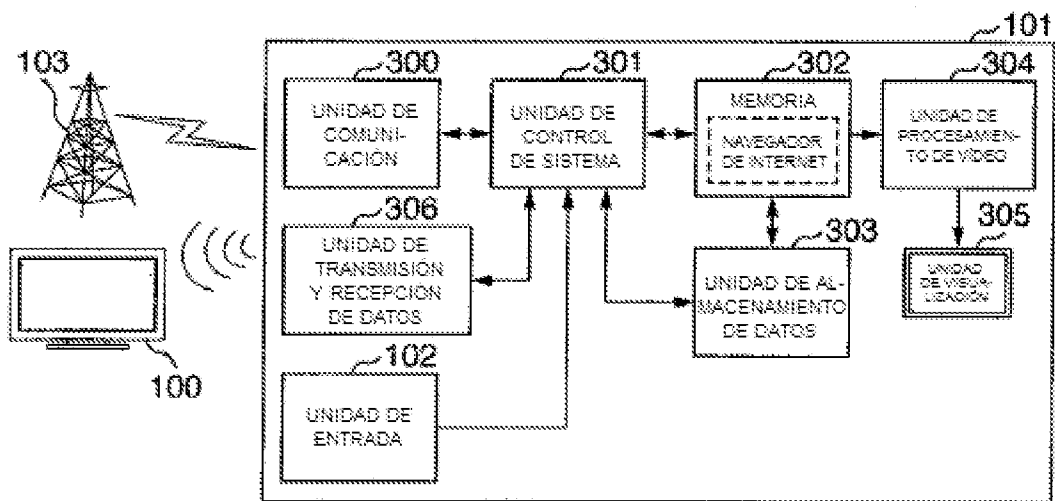 101
103
300
UNIDAD DE
COMUNI-
CACIÓN
301
UNIDAD DE
CONTROL
DE SISTEMA
302
MEMORIA
NAVEGADOR
DE INTERNET
304
UNIDAD DE
PROCESAMIEN-
TO DE VÍDEO
306
UNIDAD DE
TRANSMISIÓN
Y RECEPCIÓN
DE DATOS
303
UNIDAD DE AL-
MACENAMIENTO
DE DATOS
305
UNIDAD
DE VISUA-
LIZACIÓN
100
102
UNIDAD DE
ENTRADA